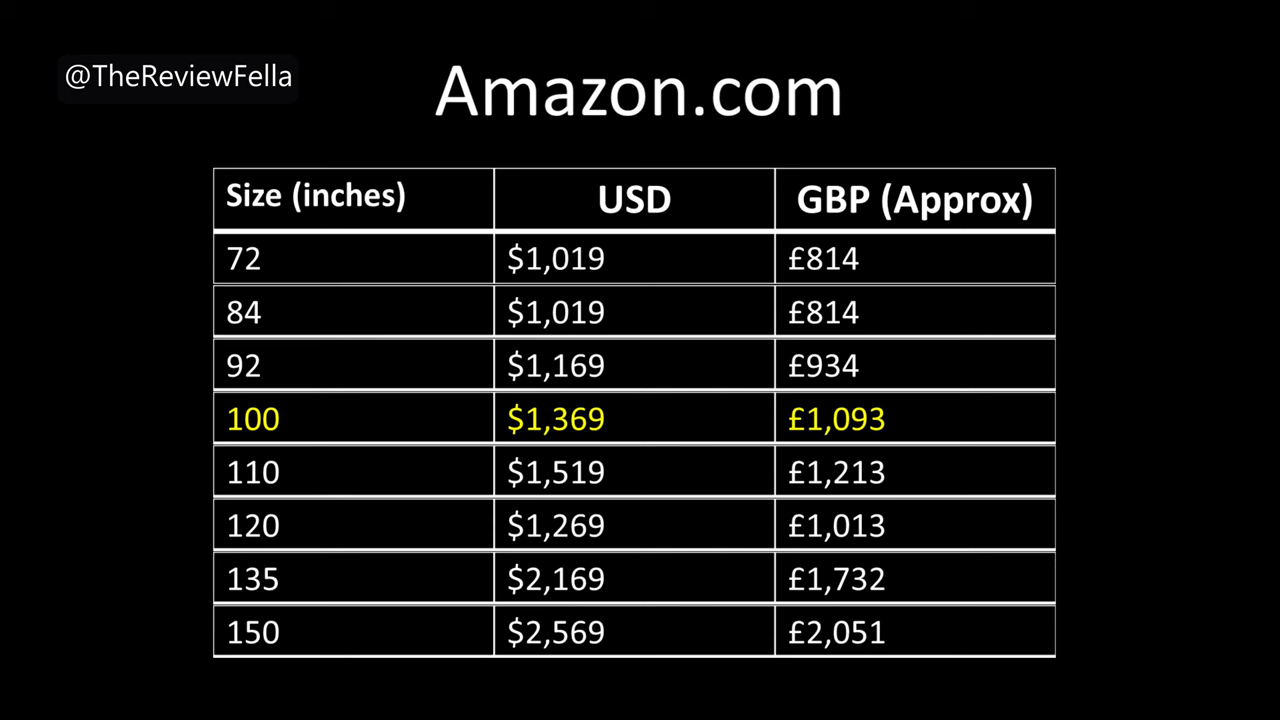 @TheReviewFella
Amazon.com
Size (inches) USD GBP (Approx)
72 $1,019 £814
84 $1,019 £814
92 $1,169 £934
100 $1,369 £1,093
110 $1,519 £1,213
120 $1,269 £1,013
135 $2,169 £1,732
150 $2,569 £2,051